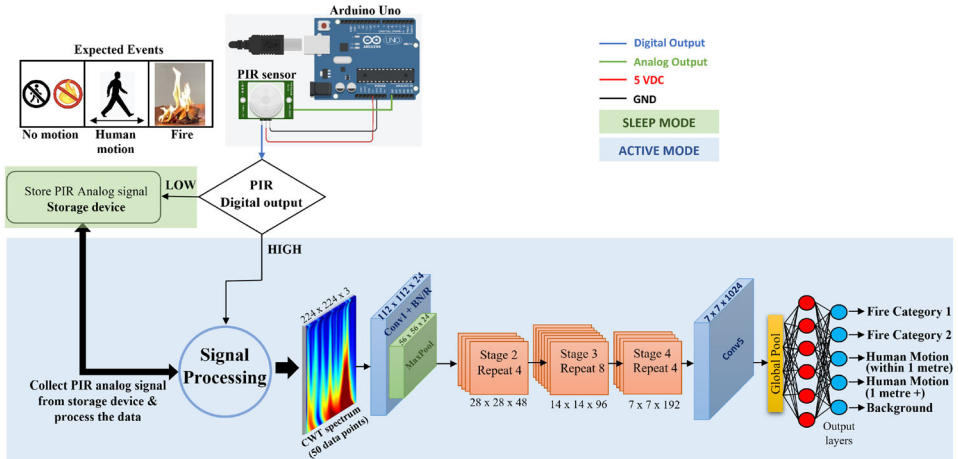 Arduino Uno
Expected Events
PIR sensor
No motion
Human
motion
Fire
Digital Output
Analog Output
5 VDC
GND
SLEEP MODE
ACTIVE MODE
Store PIR Analog signal
Storage device
LOW
PIR
Digital output
HIGH
Collect PIR analog signal
from storage device &
process the data
Signal
Processing
224 x 224 x 3
CWT spectrum
(50 data points)
112 x 112 x 24
Conv1 + BN/R
56 x 56 x 24
MaxPool
Stage 2
Repeat 4
28 x 28 x 48
Stage 3
Repeat 8
14 x 14 x 96
Stage 4
Repeat 4
7 x 7 x 192
7 x 7 x 1024
Conv5
Global Pool
Fire Category 1
Fire Category 2
Human Motion
(within 1 metre)
Human Motion
(1 metre +)
Background
Output
layers